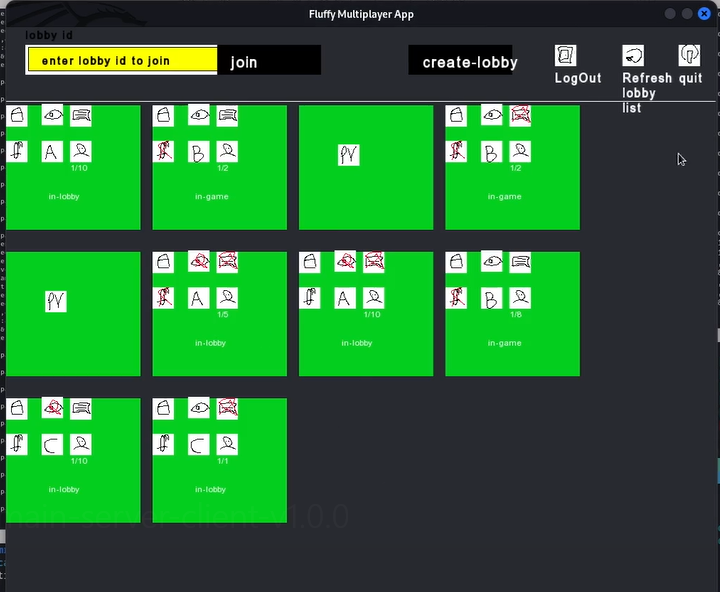 Fluffy Multiplayer App
lobby id
enter lobby id to join
join
create-lobby
LogOut
Refresh
lobby
list
quit
A
1/10
in-lobby
B
1/2
in-game
PV
B
1/2
in-game
PV
A
1/5
in-lobby
A
1/10
in-lobby
B
1/8
in-game
C
1/10
in-lobby
C
1/1
in-lobby
main-server-client-v1.0.0